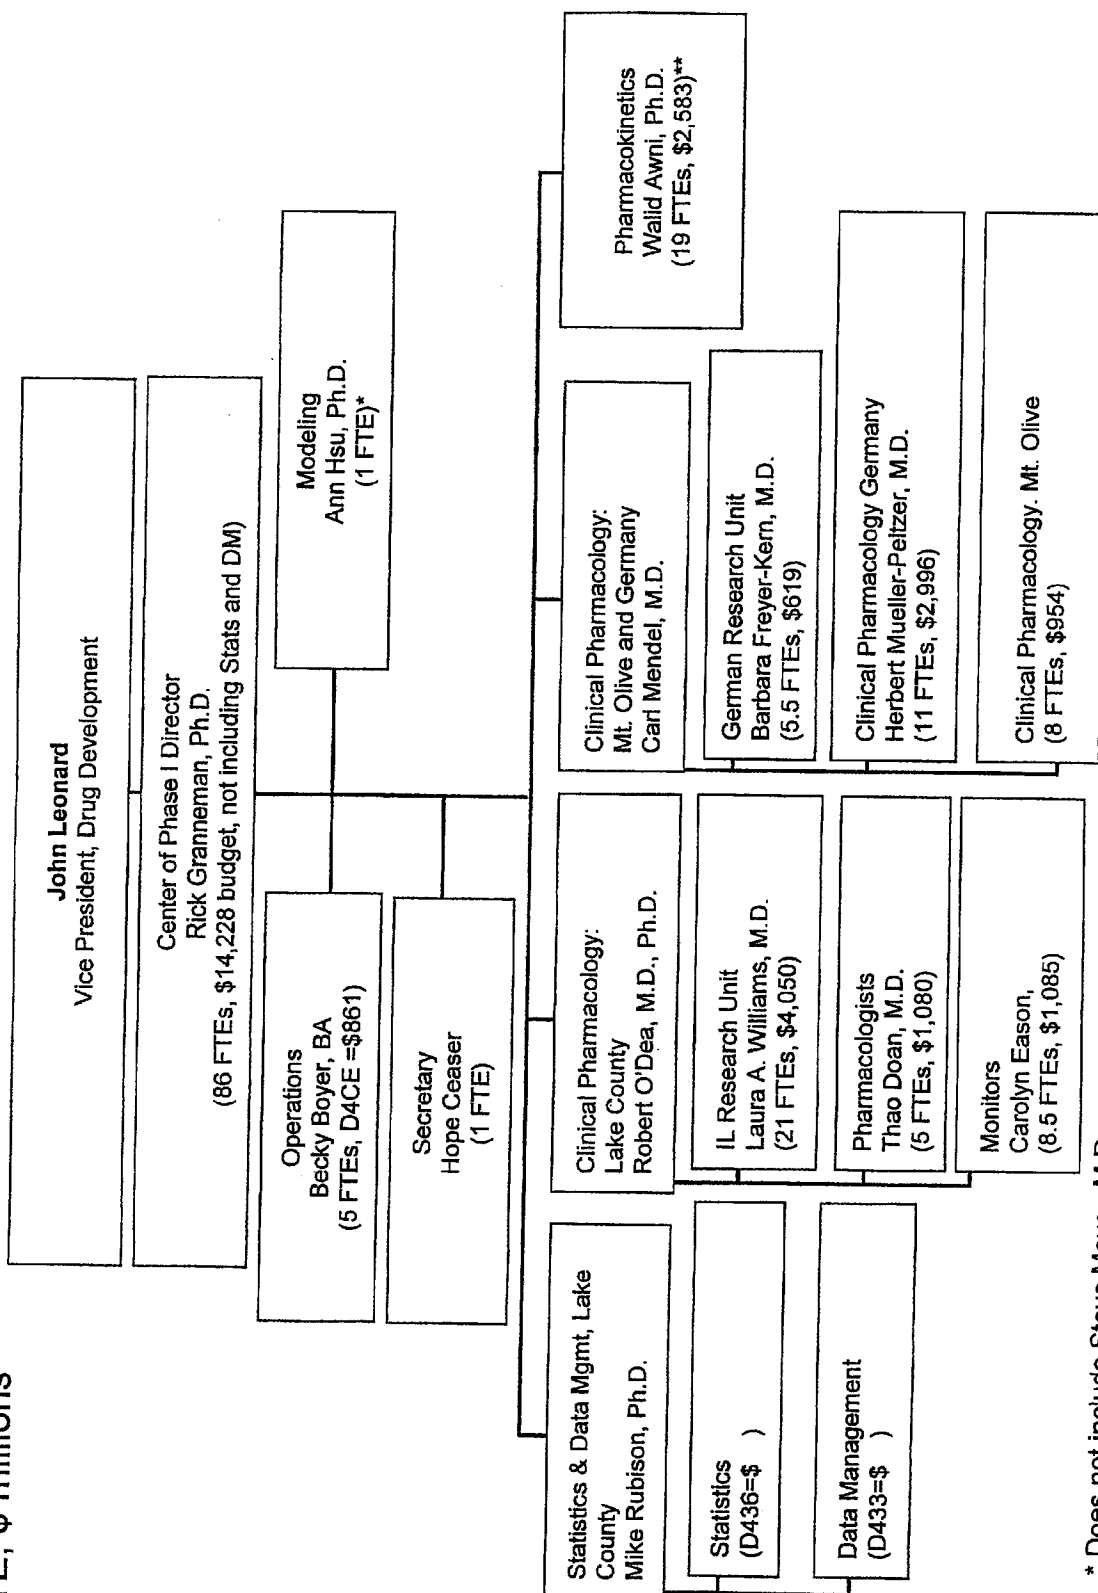 $ millions
John Leonard
Vice President, Drug Development
Center of Phase I Director
Rick Granneman, Ph.D.
(86 FTEs, $14,228 budget, not including Stats and DM)
Operations
Becky Boyer, BA
(5 FTEs, D4CE =$861)
Modeling
Ann Hsu, Ph.D.
(1 FTE)*
Secretary
Hope Ceaser
(1 FTE)
Statistics & Data Mgmt, Lake
County
Mike Rubison, Ph.D.
Statistics
(D436=$ )
Data Management
(D433=$ )
Clinical Pharmacology:
Lake County
Robert O'Dea, M.D., Ph.D.
IL Research Unit
Laura A. Williams, M.D.
(21 FTEs, $4,050)
Pharmacologists
Thao Doan, M.D.
(5 FTEs, $1,080)
Monitors
Carolyn Eason,
(8.5 FTEs, $1,085)
Clinical Pharmacology:
Mt. Olive and Germany
Carl Mendel, M.D.
German Research Unit
Barbara Freyer-Kern, M.D.
(5.5 FTEs, $619)
Clinical Pharmacology Germany
Herbert Mueller-Peltzer, M.D.
(11 FTEs, $2,996)
Clinical Pharmacology. Mt. Olive
(8 FTEs, $954)
Pharmacokinetics
Walid Awni, Ph.D.
(19 FTEs, $2,583)**
* Does not include Steve